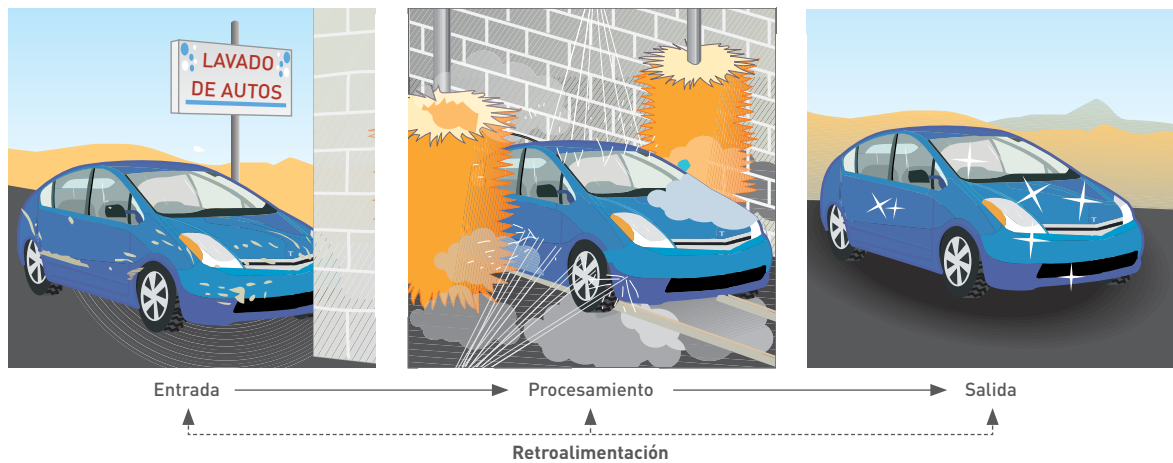 LAVADO
DE AUTOS
Entrada
Procesamiento
Salida
Retroalimentación